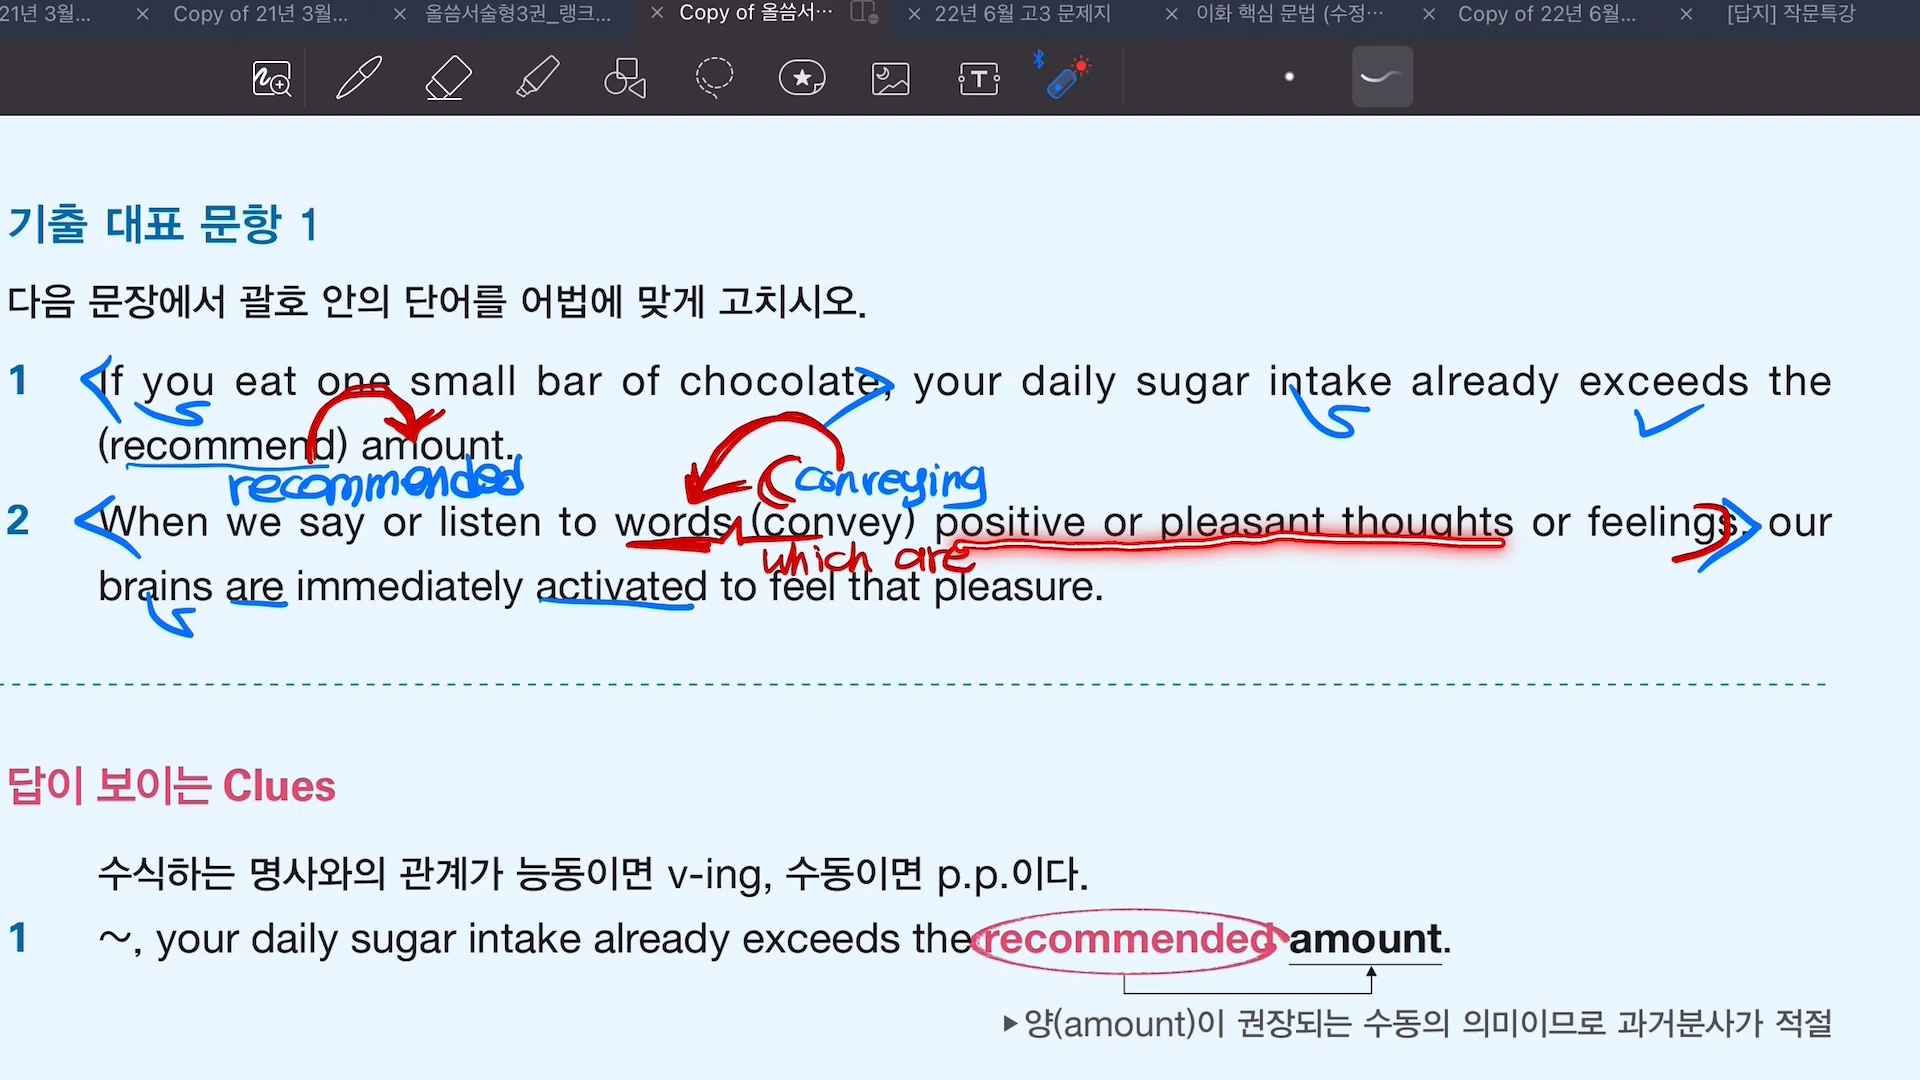 21년 3월... × Copy of 21년 3월... × 올씀서술형3권_랭크... × Copy of 올씀서... × 22년 6월 고3 문제지 × 이화 핵심 문법 (수정... × Copy of 22년 6월... × [답지] 작문특강
기출 대표 문항 1
다음 문장에서 괄호 안의 단어를 어법에 맞게 고치시오.
1 If you eat one small bar of chocolate, your daily sugar intake already exceeds the
(recommend) amount.
recommended conveying
2 When we say or listen to words (convey) positive or pleasant thoughts or feelings, our
which are
brains are immediately activated to feel that pleasure.
답이 보이는 Clues
수식하는 명사와의 관계가 능동이면 v-ing, 수동이면 p.p.이다.
1 ～, your daily sugar intake already exceeds the recommended amount.
▶양(amount)이 권장되는 수동의 의미이므로 과거분사가 적절